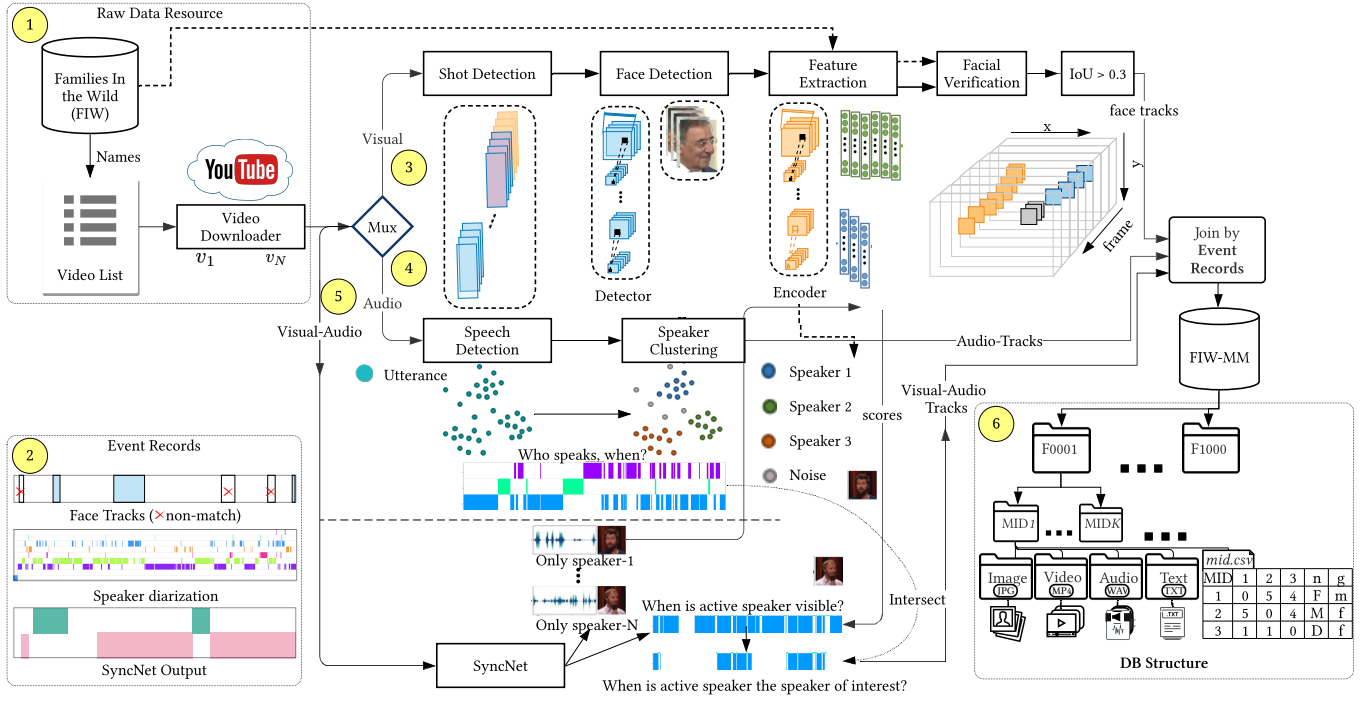 Raw Data Resource
1
Families In
the Wild
(FIW)
Names
YouTube
Video List
Video
Downloader
v1
vN
Visual
3
Mux
4
Audio
5
Visual-Audio
Shot Detection
Face Detection
Feature
Extraction
Facial
Verification
IoU > 0.3
face tracks
x
y
frame
Detector
Encoder
Join by
Event
Records
FIW-MM
Speech
Detection
Speaker
Clustering
Audio-Tracks
Utterance
Speaker 1
Speaker 2
Speaker 3
Noise
scores
Visual-Audio
Tracks
Who speaks, when?
Only speaker-1
Only speaker-N
When is active speaker visible?
Intersect
SyncNet
When is active speaker the speaker of interest?
2
Event Records
Face Tracks (×non-match)
Speaker diarization
SyncNet Output
6
F0001
F1000
MID1
MIDK
Image
JPG
Video
MP4
Audio
WAV
Text
TXT
.TXT
mid.csv
MID 1 2 3 n g
1 0 5 4 F m
2 5 0 4 M f
3 1 1 0 D f
DB Structure